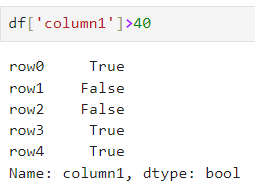 df['column1']>40
row0     True
row1    False
row2    False
row3     True
row4     True
Name: column1, dtype: bool